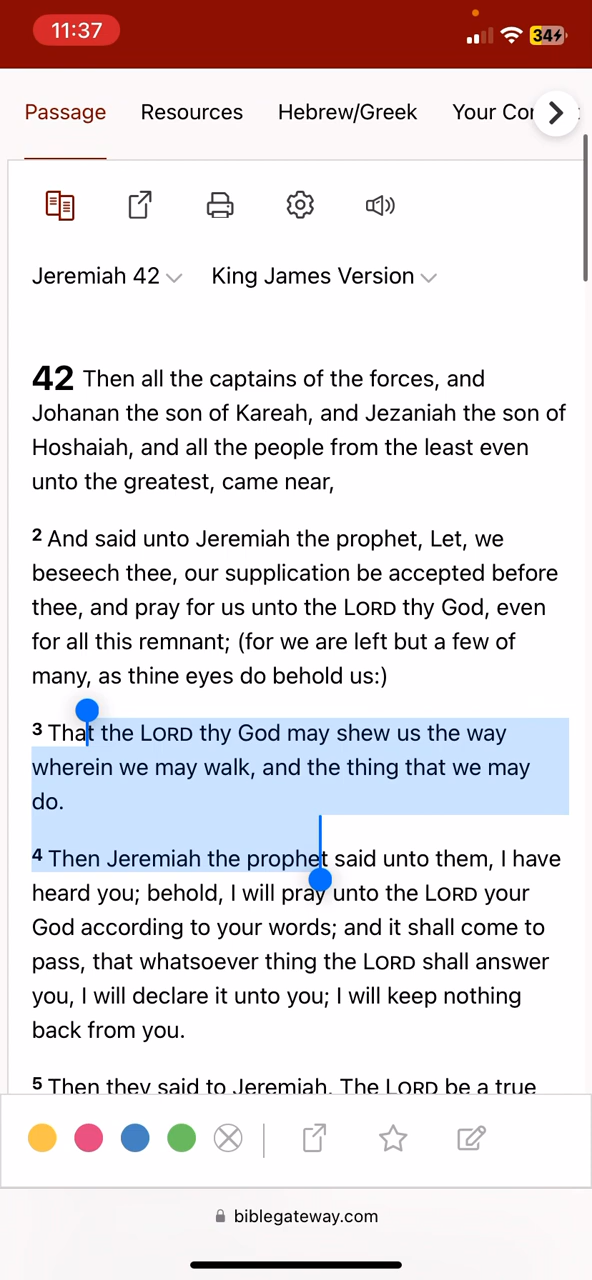 11:37
34
Passage Resources Hebrew/Greek Your Con
Jeremiah 42 King James Version
42 Then all the captains of the forces, and
Johanan the son of Kareah, and Jezaniah the son of
Hoshaiah, and all the people from the least even
unto the greatest, came near,
2 And said unto Jeremiah the prophet, Let, we
beseech thee, our supplication be accepted before
thee, and pray for us unto the LORD thy God, even
for all this remnant; (for we are left but a few of
many, as thine eyes do behold us:)
3 That the LORD thy God may shew us the way
wherein we may walk, and the thing that we may
do.
4 Then Jeremiah the prophet said unto them, I have
heard you; behold, I will pray unto the LORD your
God according to your words; and it shall come to
pass, that whatsoever thing the LORD shall answer
you, I will declare it unto you; I will keep nothing
back from you.
5 Then they said to Jeremiah, The LORD be a true
biblegateway.com